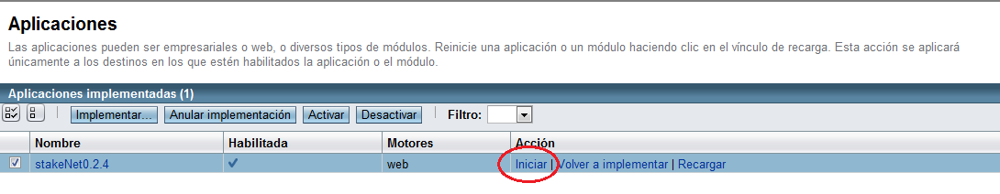 Aplicaciones
Las aplicaciones pueden ser empresariales o web, o diversos tipos de módulos. Reinicie una aplicación o un módulo haciendo clic en el vínculo de recarga. Esta acción se aplicará
únicamente a los destinos en los que estén habilitados la aplicación o el módulo.
Aplicaciones implementadas (1)
Implementar... Anular implementación Activar Desactivar Filtro:
Nombre Habilitada Motores Acción
stakeNet0.2.4 web Iniciar | Volver a implementar | Recargar